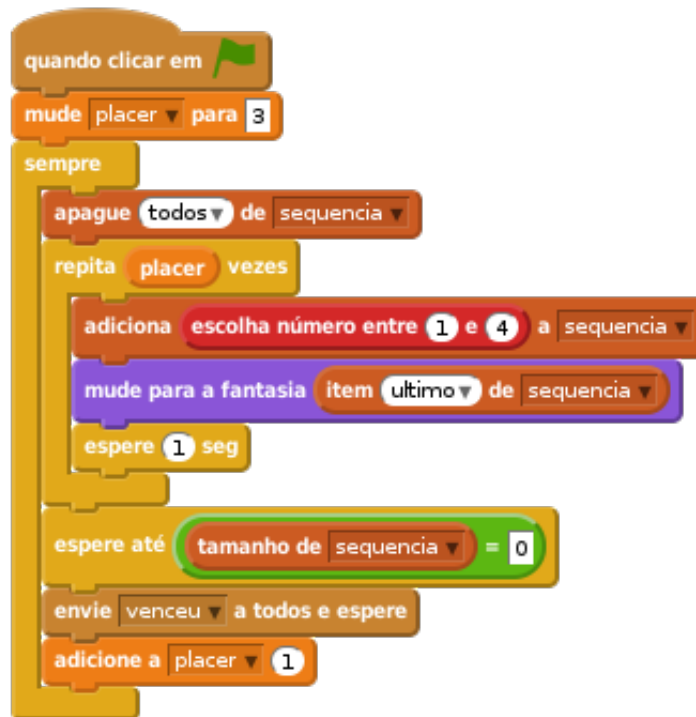 quando clicar em
mude placer para 3
sempre
apague todos de sequencia
repita placer vezes
adiciona escolha número entre 1 e 4 a sequencia
mude para a fantasia item ultimo de sequencia
espere 1 seg
espere até tamanho de sequencia = 0
envie venceu a todos e espere
adicione a placer 1